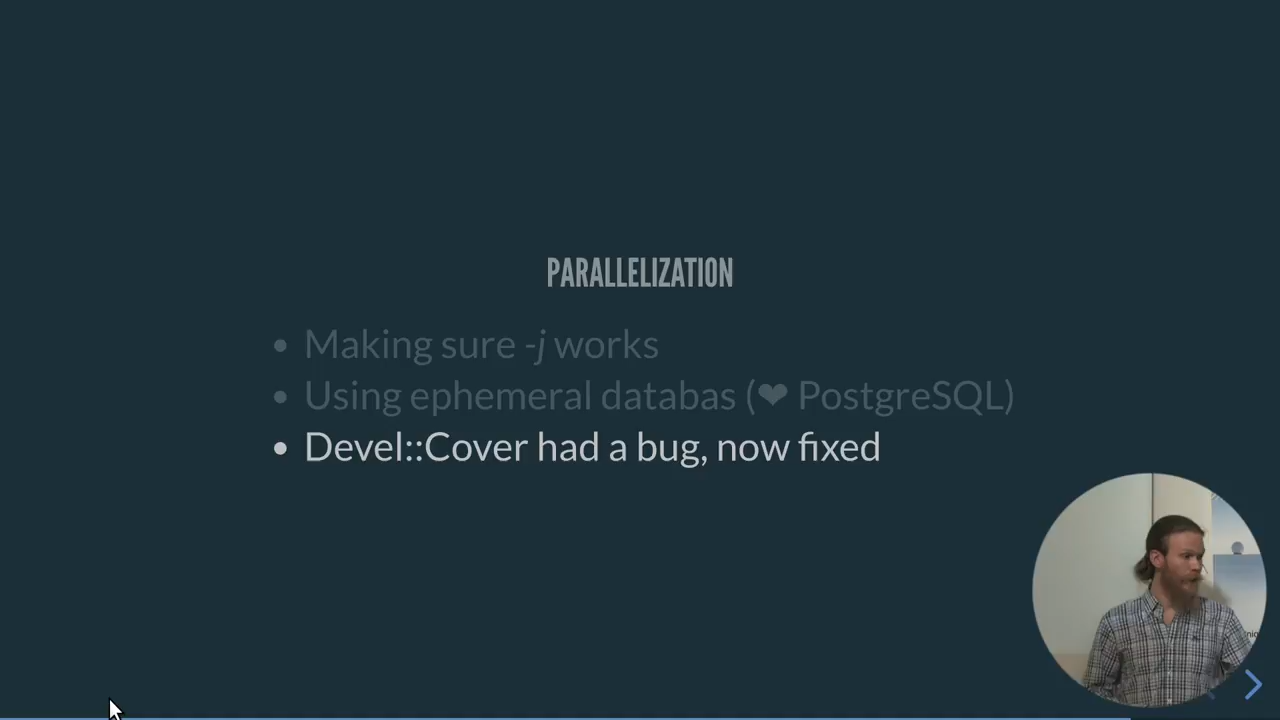 PARALLELIZATION
• Making sure -j works
• Using ephemeral databas (❤ PostgreSQL)
• Devel::Cover had a bug, now fixed